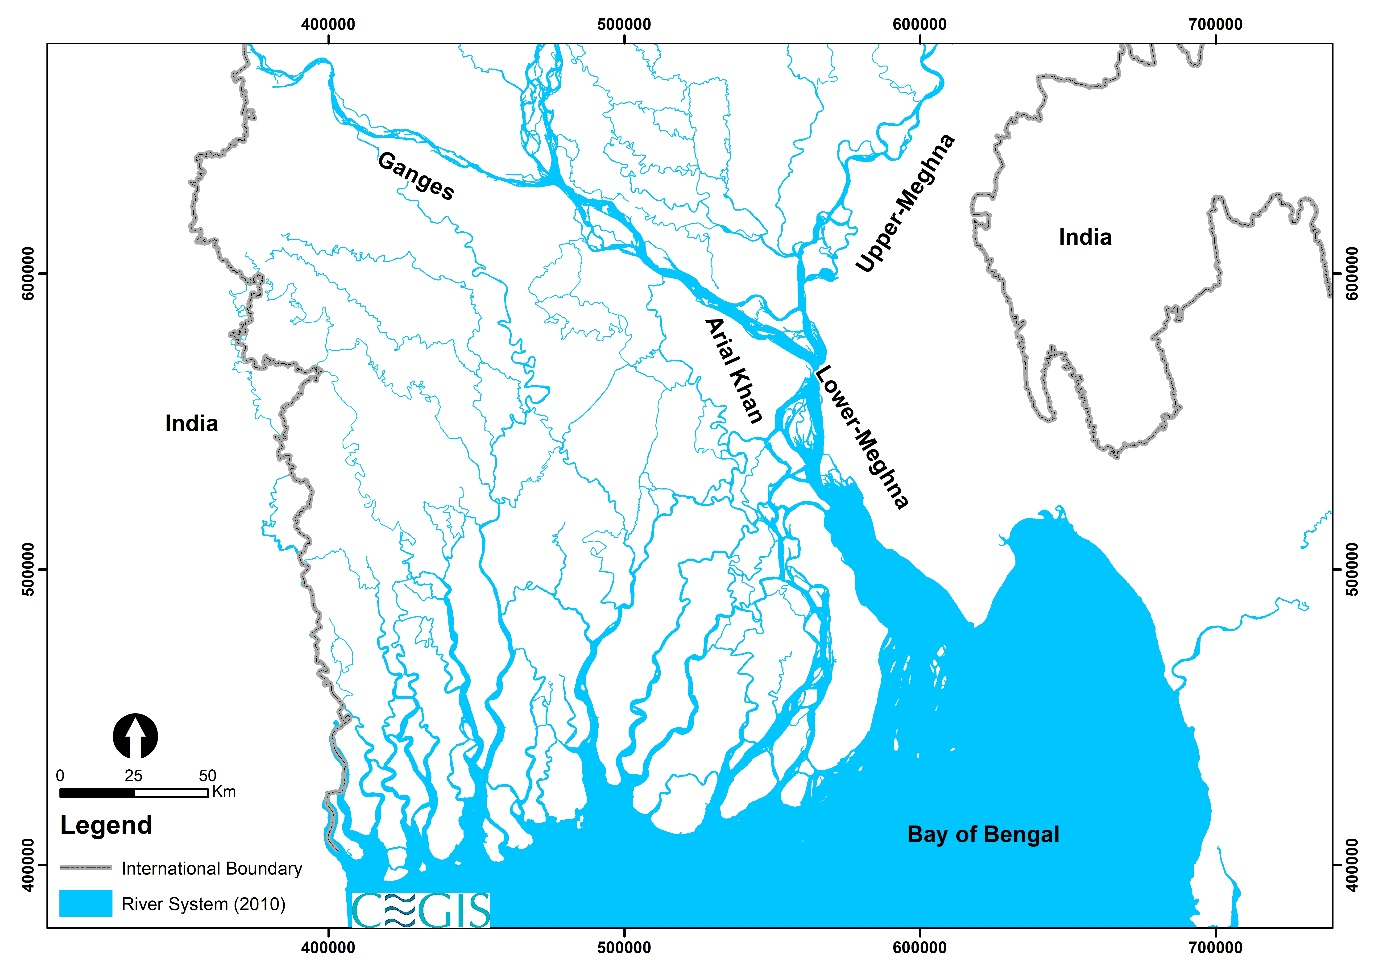 400000 500000 600000 700000
Ganges
Upper-Meghna
India
600000 600000
Arial Khan
Lower-Meghna
India
500000 500000
0 25 50
Km
Legend
Bay of Bengal
International Boundary
400000 400000
River System (2010)
CEGIS
400000 500000 600000 700000